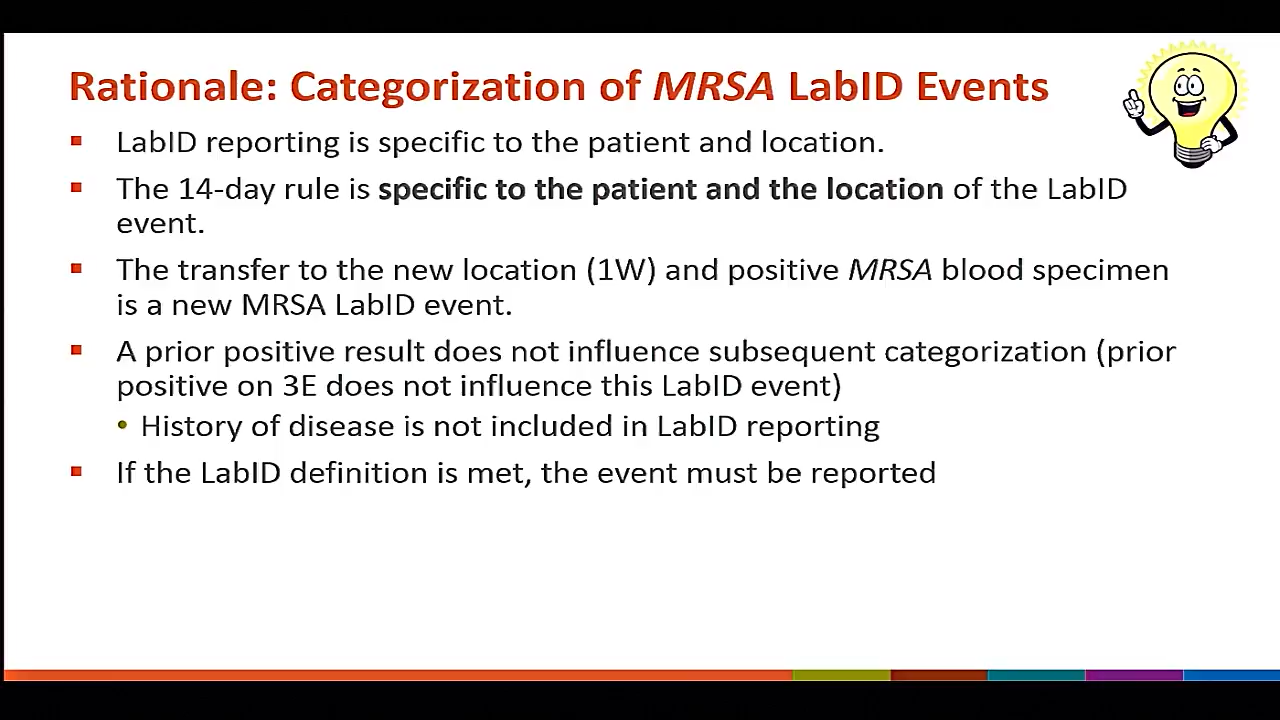 Rationale: Categorization of MRSA LabID Events
LabID reporting is specific to the patient and location.
The 14-day rule is specific to the patient and the location of the LabID
event.
The transfer to the new location (1W) and positive MRSA blood specimen
is a new MRSA LabID event.
A prior positive result does not influence subsequent categorization (prior
positive on 3E does not influence this LabID event)
History of disease is not included in LabID reporting
If the LabID definition is met, the event must be reported